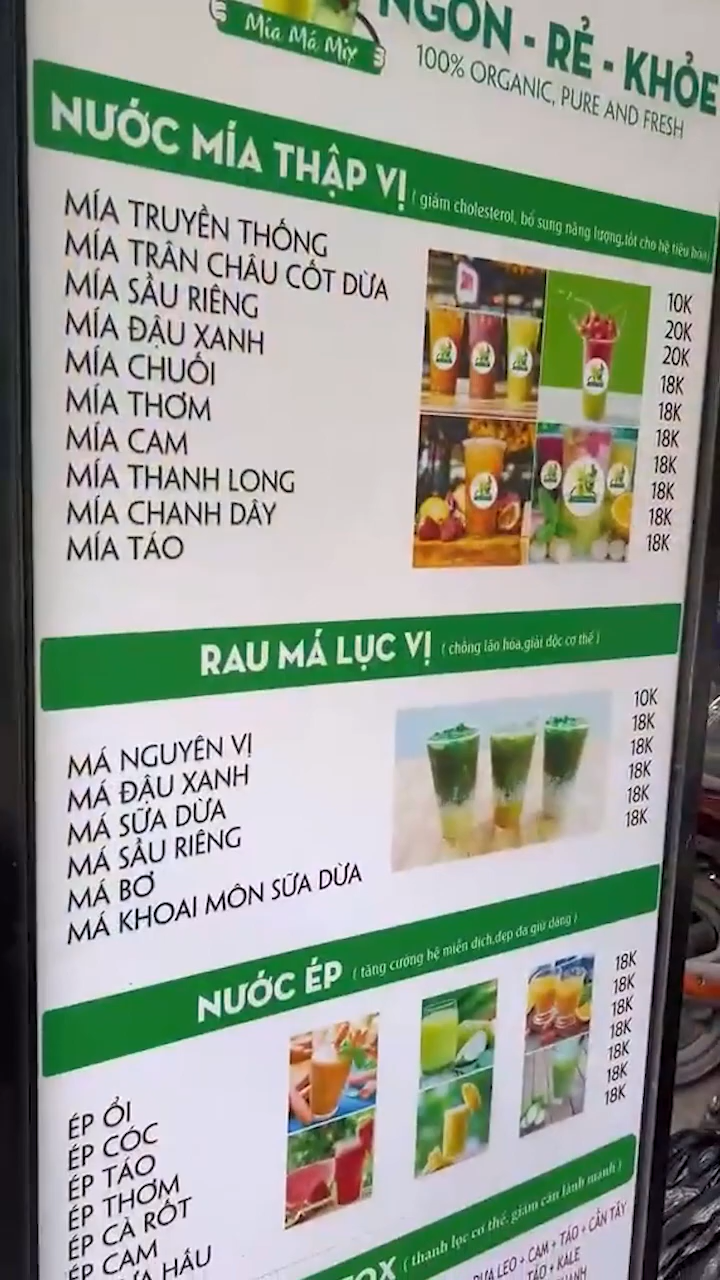 Mía Má Mix
NGON - RẺ - KHỎE
100% ORGANIC, PURE AND FRESH
NƯỚC MÍA THẬP VỊ ( giảm cholesterol, bổ sung năng lượng,tốt cho hệ tiêu hóa)
MÍA TRUYỀN THỐNG 10K
MÍA TRÂN CHÂU CỐT DỪA 20K
MÍA SẦU RIÊNG 20K
MÍA ĐẬU XANH 18K
MÍA CHUỐI 18K
MÍA THƠM 18K
MÍA CAM 18K
MÍA THANH LONG 18K
MÍA CHANH DÂY 18K
MÍA TÁO 18K
RAU MÁ LỤC VỊ ( chống lão hóa,giải độc cơ thể )
MÁ NGUYÊN VỊ 10K
MÁ ĐẬU XANH 18K
MÁ SỮA DỪA 18K
MÁ SẦU RIÊNG 18K
MÁ BƠ 18K
MÁ KHOAI MÔN SỮA DỪA 18K
NƯỚC ÉP ( tăng cường hệ miễn dịch,đẹp da giữ dáng )
ÉP ỔI 18K
ÉP CÓC 18K
ÉP TÁO 18K
ÉP THƠM 18K
ÉP CÀ RỐT 18K
ÉP CAM 18K
HẤU 18K
( thanh lọc cơ thể, giảm cân lành mạnh )
LEO + CAM + TÁO + CẦN TÂY
TÁO + KALE